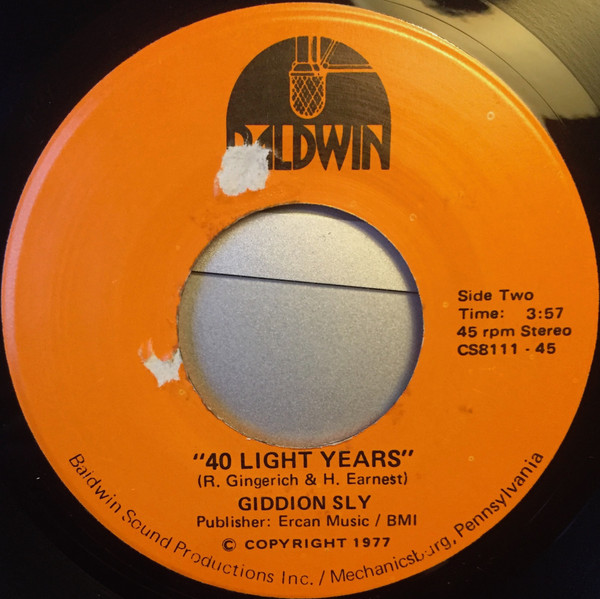 BALDWIN
Side Two
Time: 3:57
45 rpm Stereo
CS8111 - 45
"40 LIGHT YEARS"
(R. Gingerich & H. Earnest)
GIDDION SLY
Publisher: Ercan Music / BMI
© COPYRIGHT 1977
Baldwin Sound Productions Inc. / Mechanicsburg, Pennsylvania